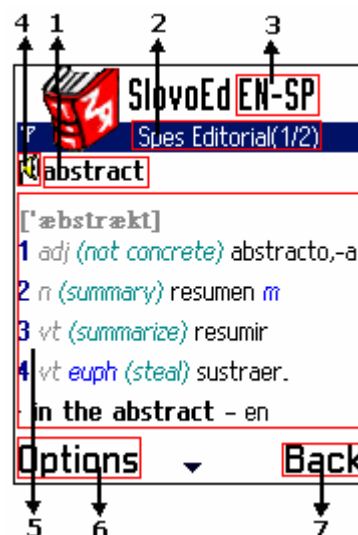 4 1 2 3
SlovoEd EN-SP
Spes Editorial(1/2)
abstract
['æbstrækt]
1 adj (not concrete) abstracto,-a
2 n (summary) resumen m
3 vt (summarize) resumir
4 vt euph (steal) sustraer.
- in the abstract - en
Options Back
5 6 7